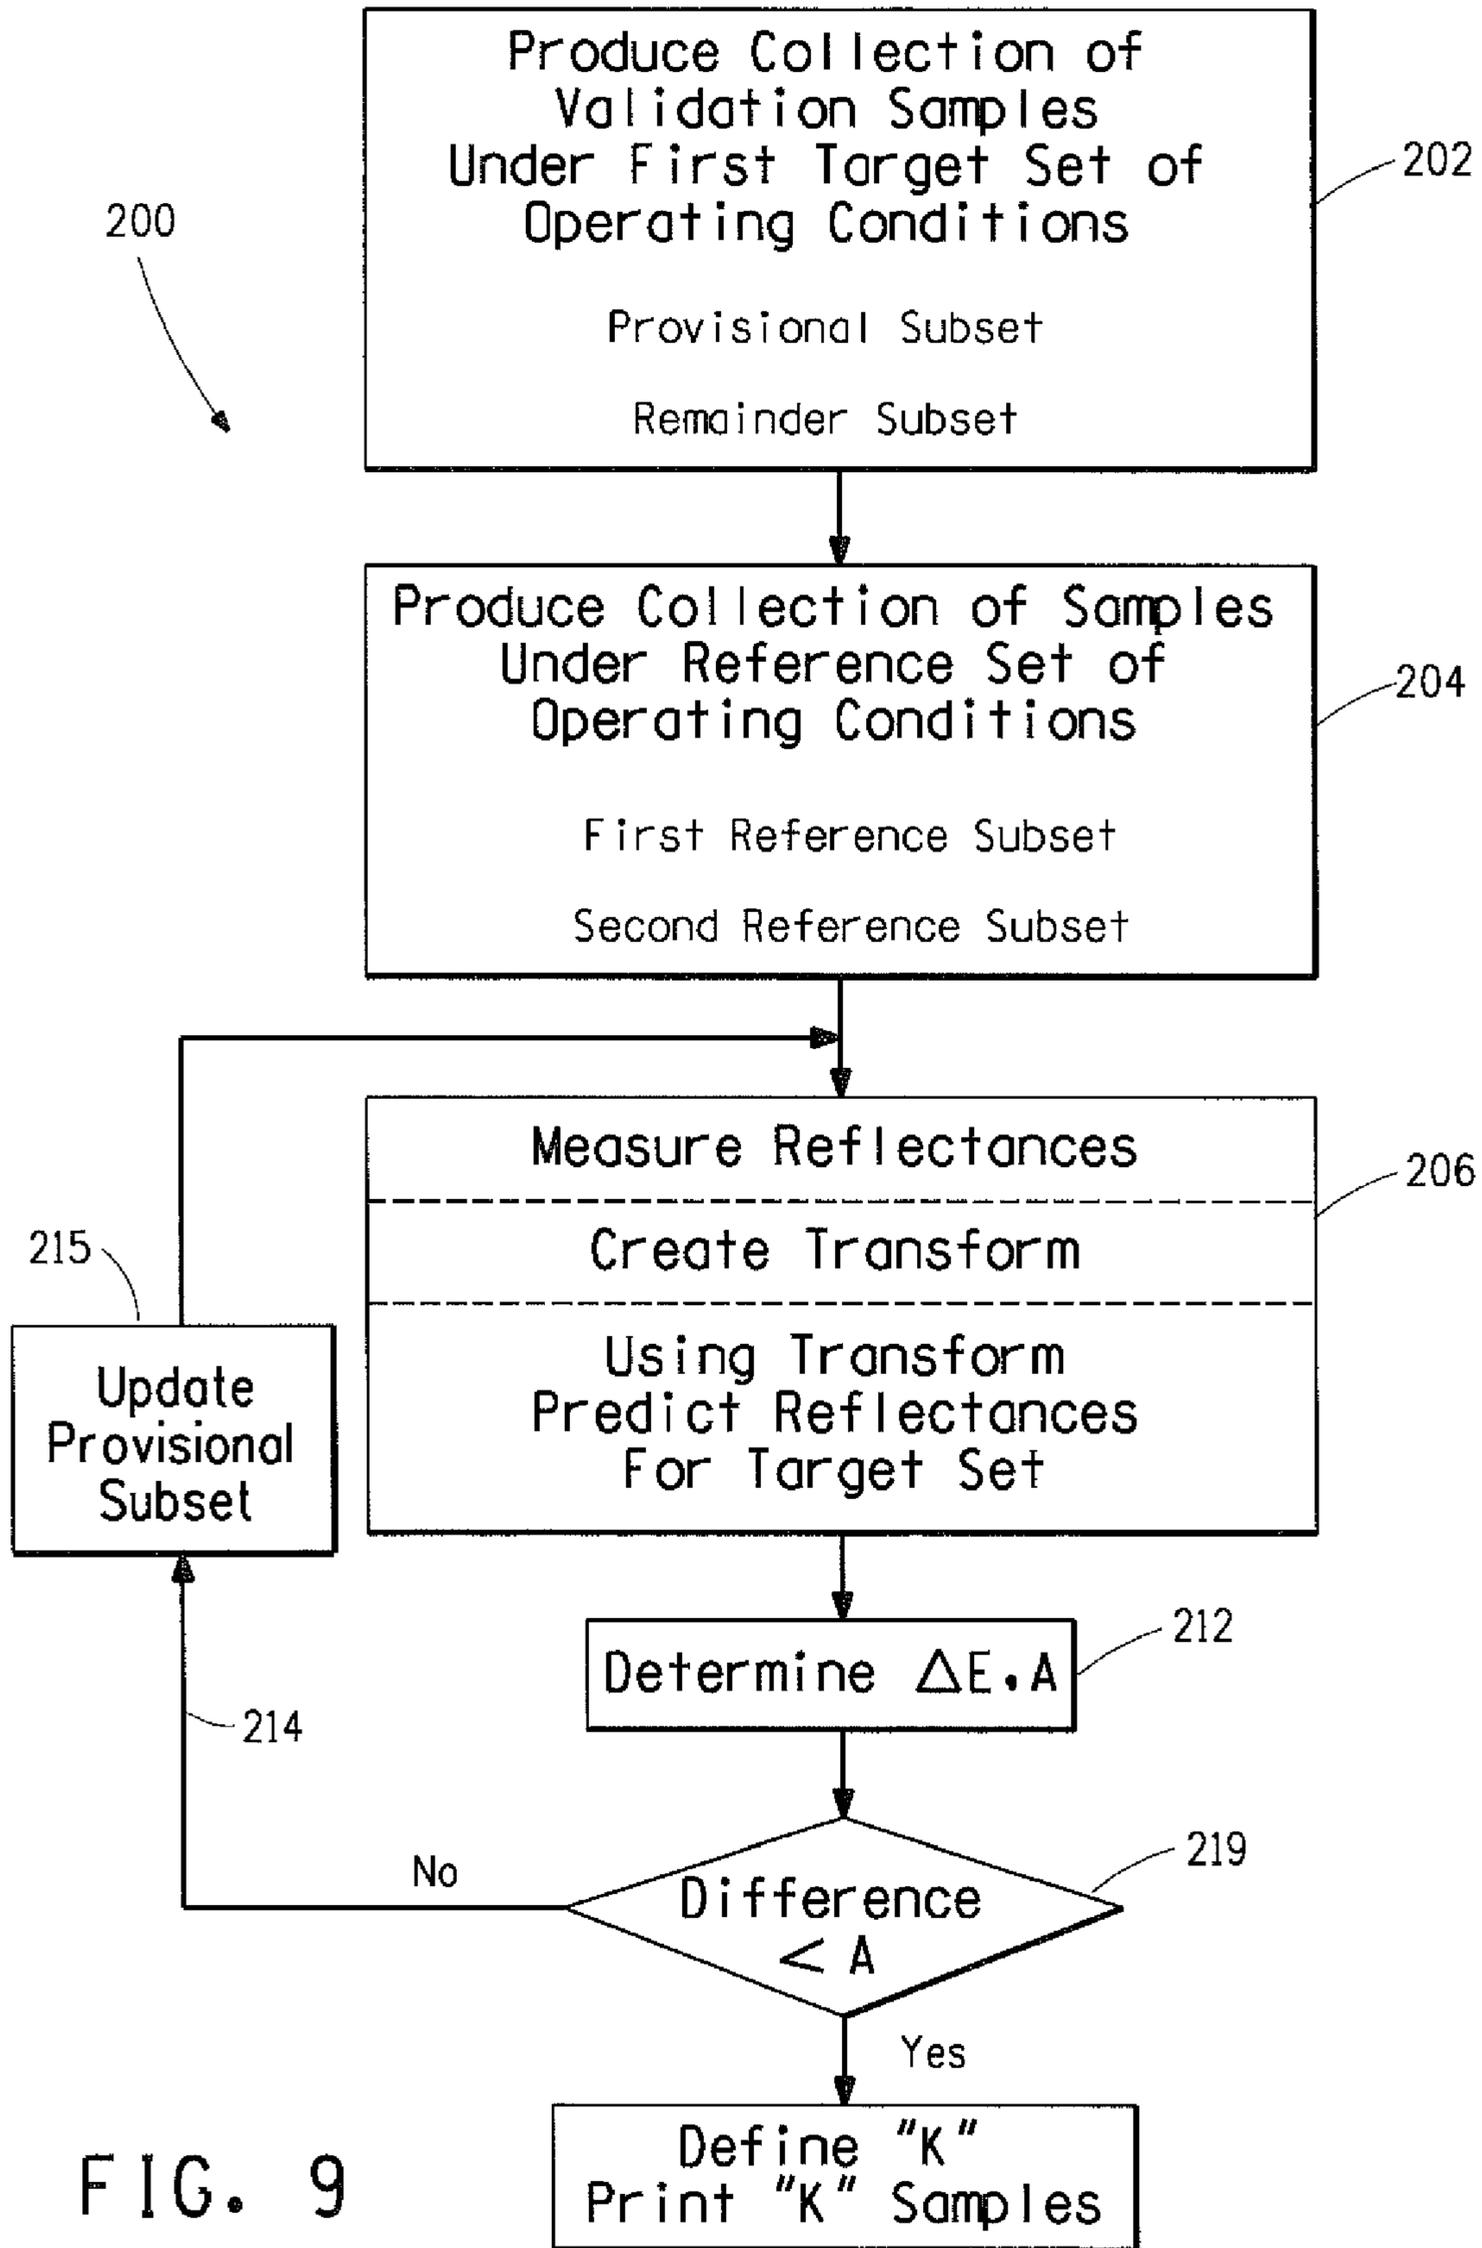 Produce Collection of
Validation Samples
Under First Target Set of
Operating Conditions
Provisional Subset
Remainder Subset
202
200
Produce Collection of Samples
Under Reference Set of
Operating Conditions
First Reference Subset
Second Reference Subset
204
Measure Reflectances
Create Transform
Using Transform
Predict Reflectances
For Target Set
206
215
Update
Provisional
Subset
Determine ΔE.A
212
214
Difference
< A
219
No
Yes
Define "K"
Print "K" Samples
FIG. 9